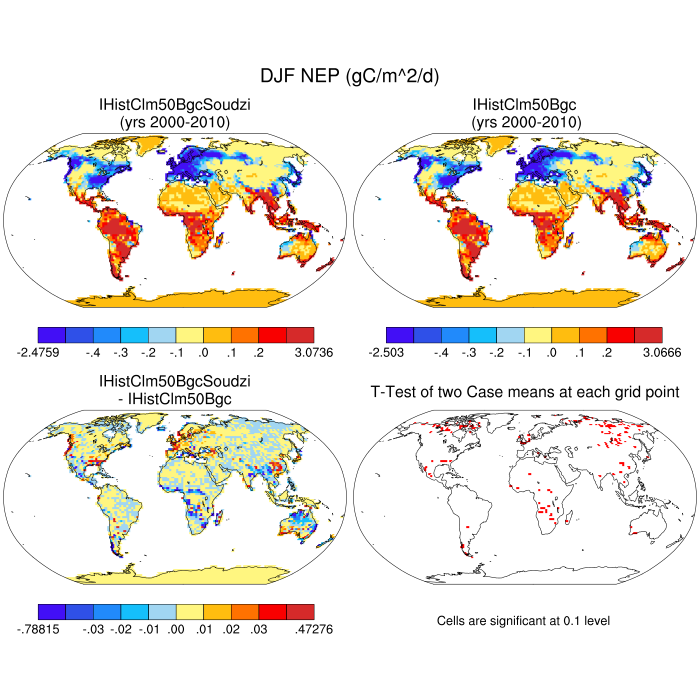 DJF NEP (gC/m^2/d)
IHistClm50BgcSoudzi
(yrs 2000-2010)
IHistClm50Bgc
(yrs 2000-2010)
-2.4759 -.4 -.3 -.2 -.1 .0 .1 .2 3.0736
-2.503 -.4 -.3 -.2 -.1 .0 .1 .2 3.0666
IHistClm50BgcSoudzi
- IHistClm50Bgc
T-Test of two Case means at each grid point
-.78815 -.03 -.02 -.01 .00 .01 .02 .03 .47276
Cells are significant at 0.1 level